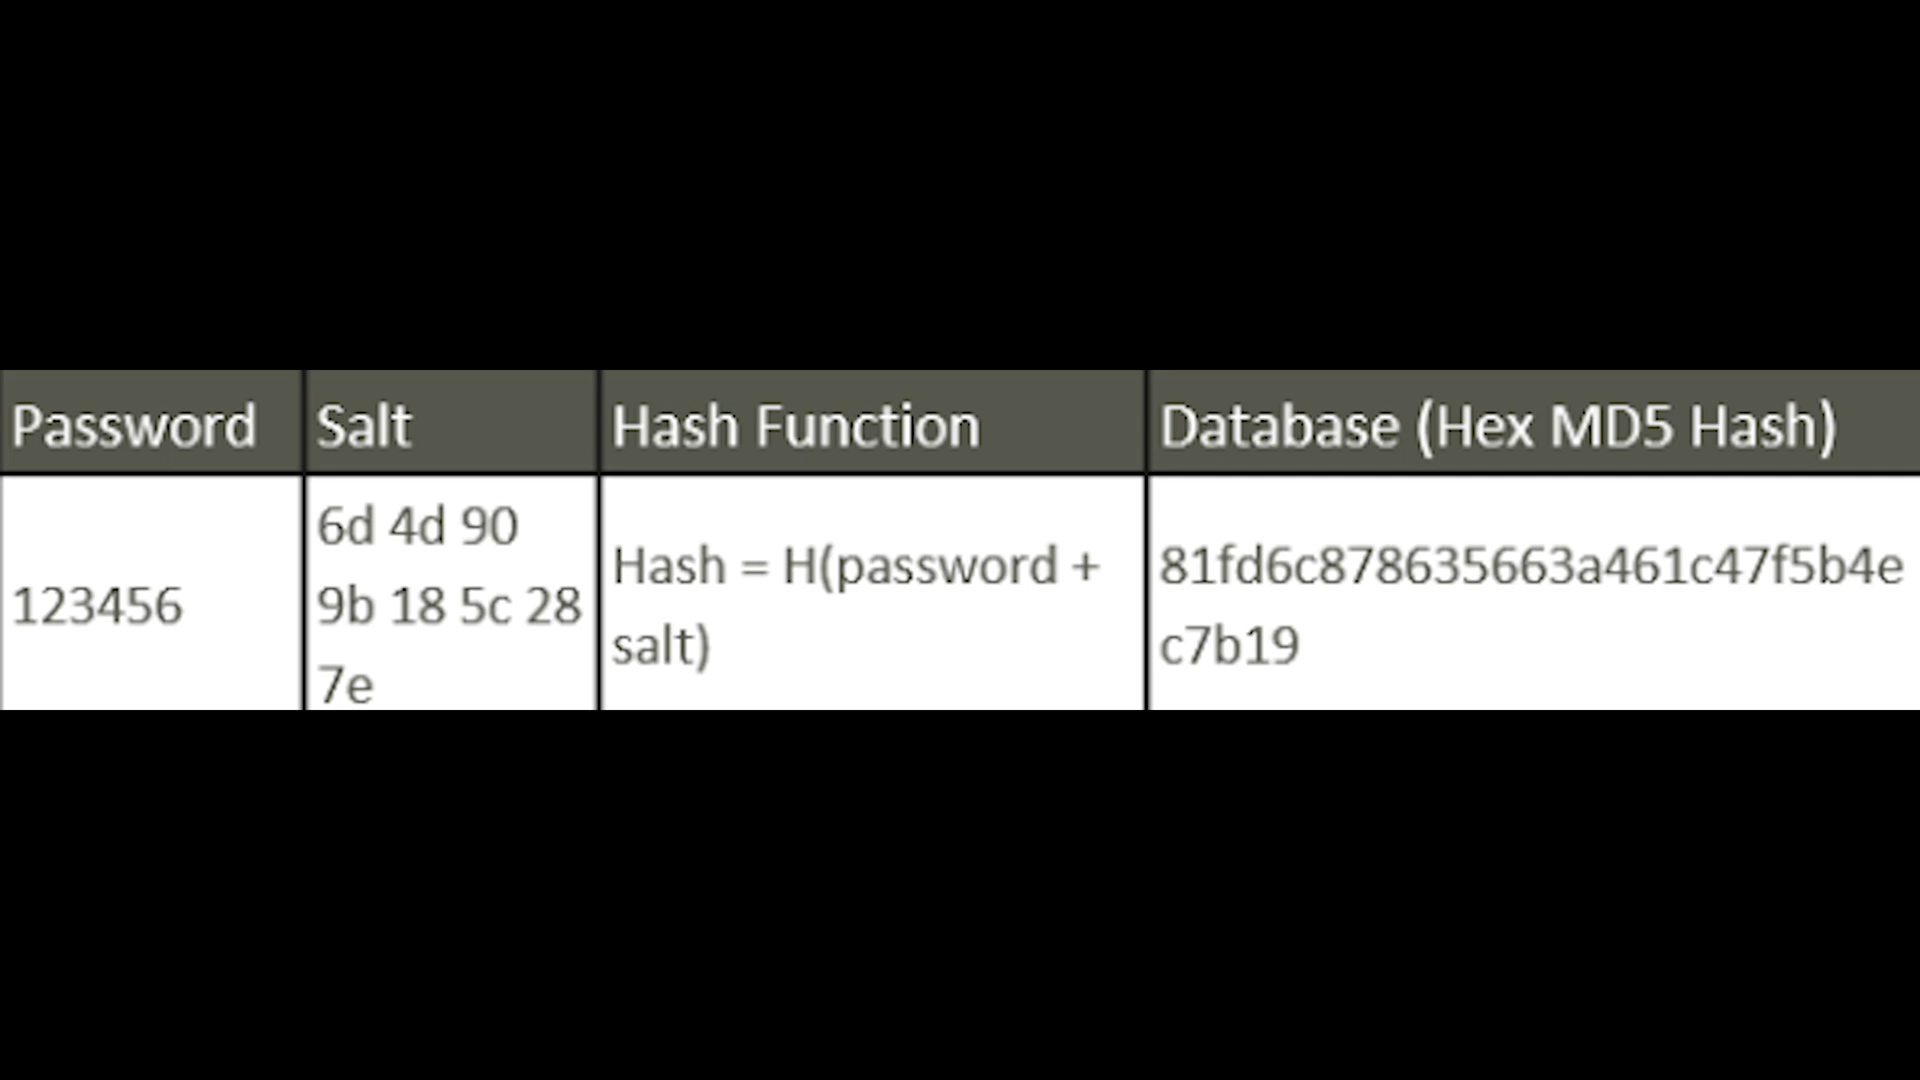 Password Salt Hash Function Database (Hex MD5 Hash)
123456
6d 4d 90
9b 18 5c 28
7e
Hash = H(password +
salt)
81fd6c878635663a461c47f5b4e
c7b19